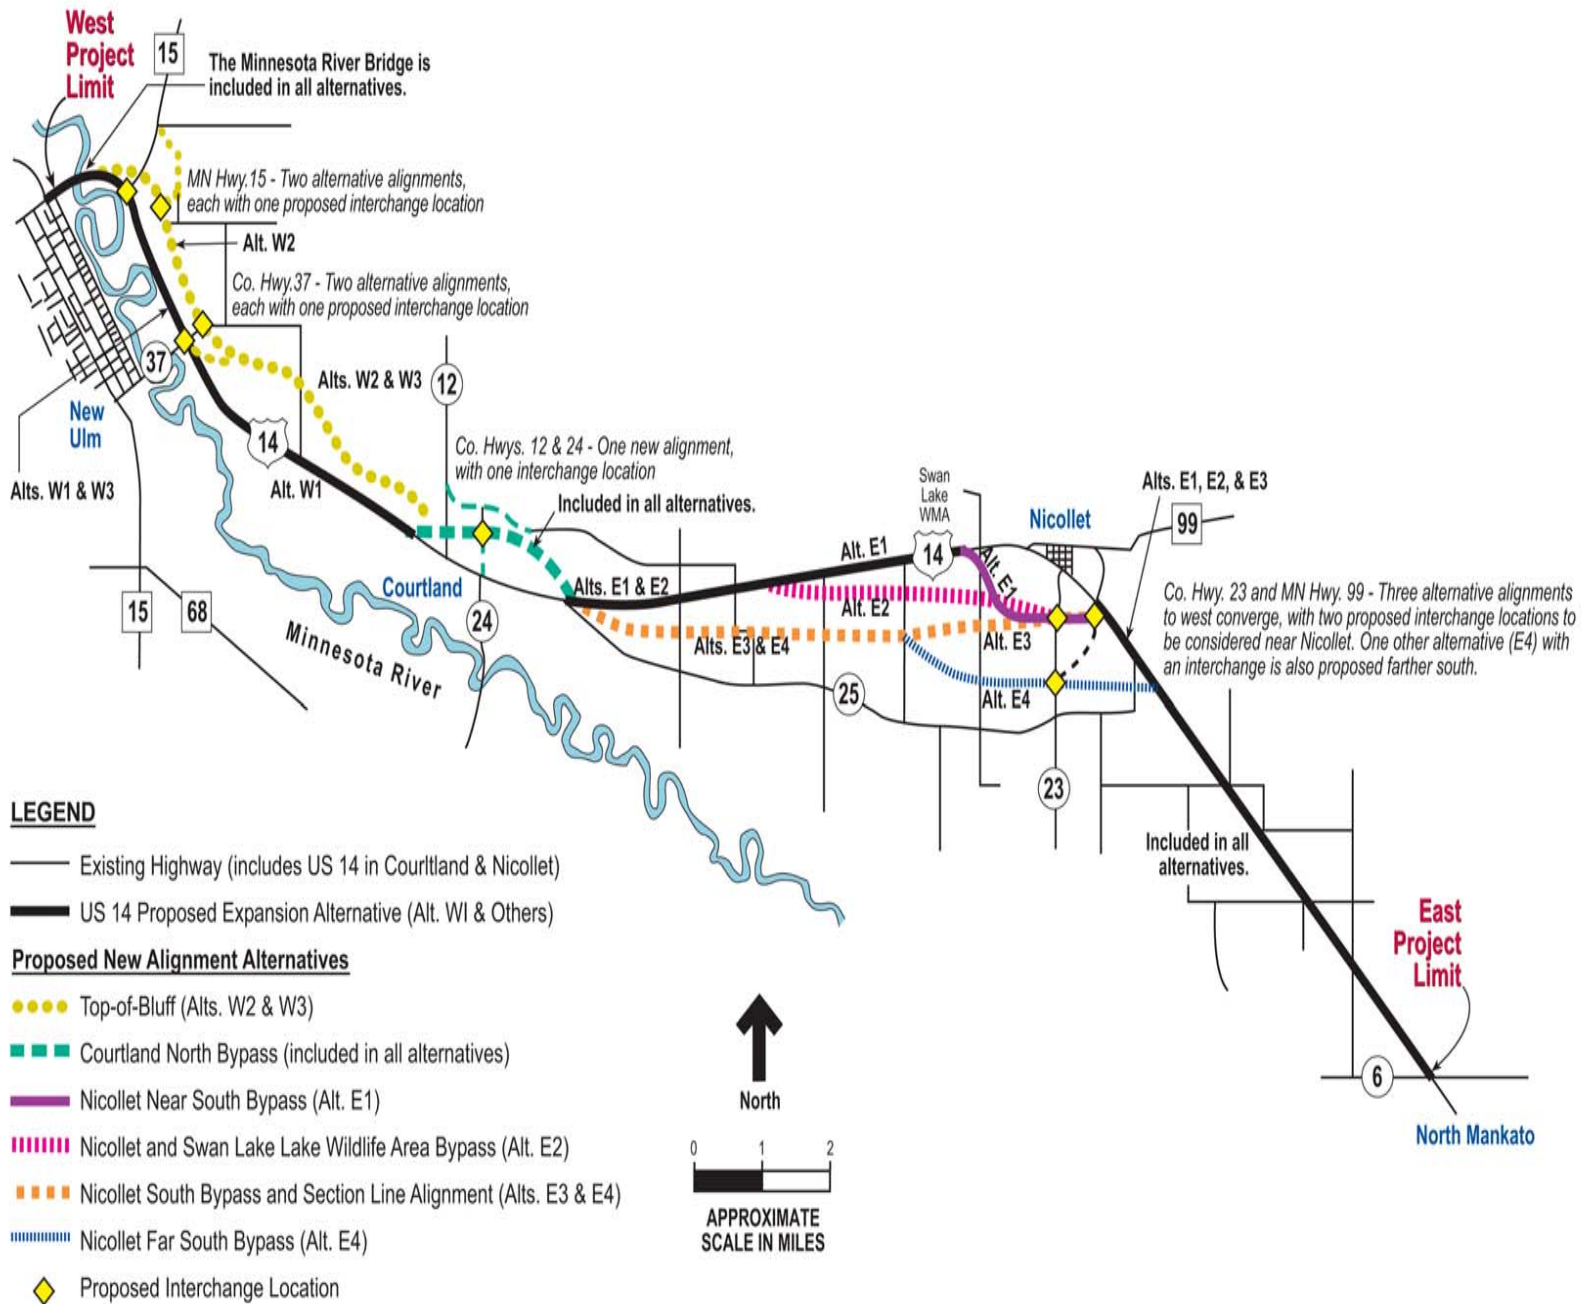 West
Project
Limit
15
The Minnesota River Bridge is
included in all alternatives.
MN Hwy.15 - Two alternative alignments,
each with one proposed interchange location
Alt. W2
Co. Hwy.37 - Two alternative alignments,
each with one proposed interchange location
37
Alts. W2 & W3
12
New
Ulm
14
Co. Hwys. 12 & 24 - One new alignment,
with one interchange location
Alts. W1 & W3
Alt. W1
Included in all alternatives.
Swan
Lake
WMA
Nicollet
Alts. E1, E2, & E3
99
Alt. E1
14
Alt. E1
Courtland
Alts. E1 & E2
Alt. E2
Co. Hwy. 23 and MN Hwy. 99 - Three alternative alignments
to west converge, with two proposed interchange locations to
be considered near Nicollet. One other alternative (E4) with
an interchange is also proposed farther south.
15
68
24
Minnesota River
Alts. E3 & E4
Alt. E3
25
Alt. E4
23
Included in all
alternatives.
East
Project
Limit
6
North Mankato
LEGEND
Existing Highway (includes US 14 in Courltland & Nicollet)
US 14 Proposed Expansion Alternative (Alt. WI & Others)
Proposed New Alignment Alternatives
Top-of-Bluff (Alts. W2 & W3)
Courtland North Bypass (included in all alternatives)
Nicollet Near South Bypass (Alt. E1)
Nicollet and Swan Lake Lake Wildlife Area Bypass (Alt. E2)
Nicollet South Bypass and Section Line Alignment (Alts. E3 & E4)
Nicollet Far South Bypass (Alt. E4)
Proposed Interchange Location
North
0 1 2
APPROXIMATE
SCALE IN MILES